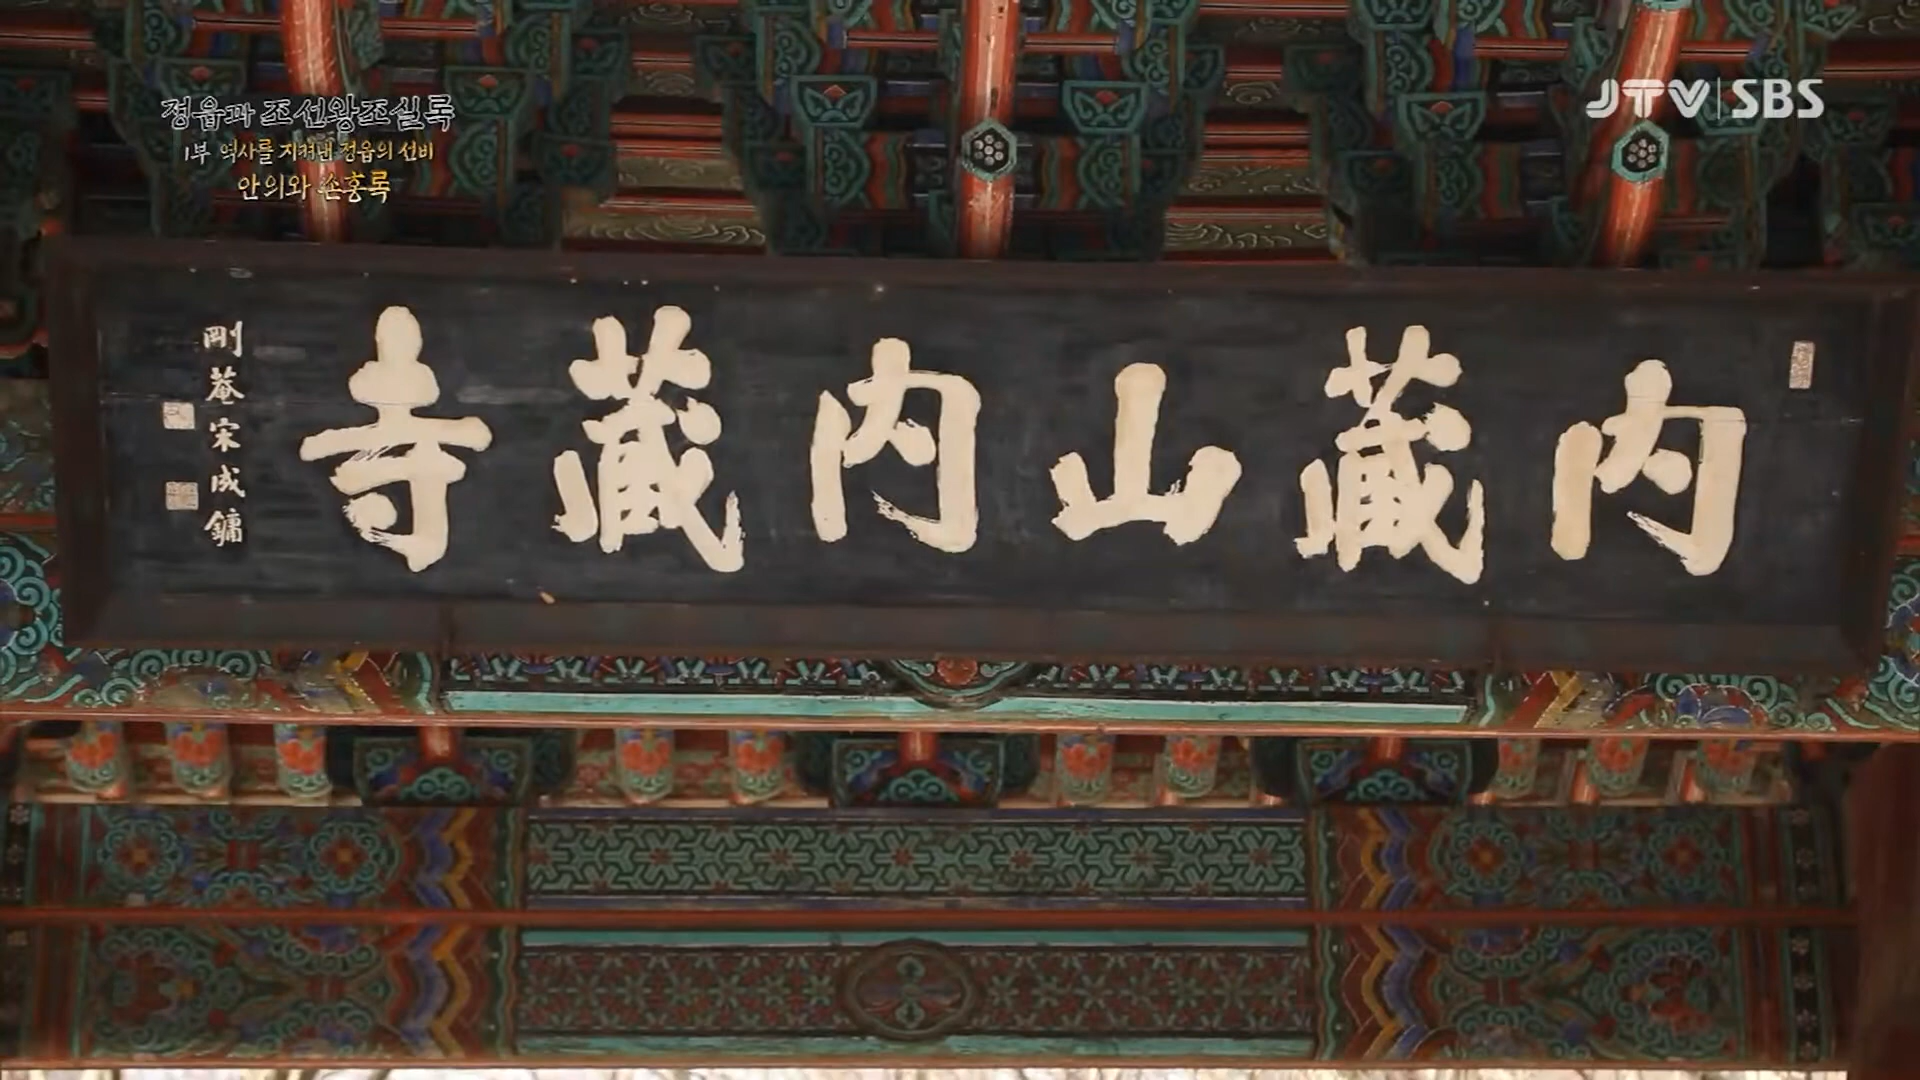 정읍과 조선왕조실록
1부 역사를 지켜낸 정읍의 선비
안의와 손홍록
JTV SBS
內藏山內藏寺
剛菴宋成鏞